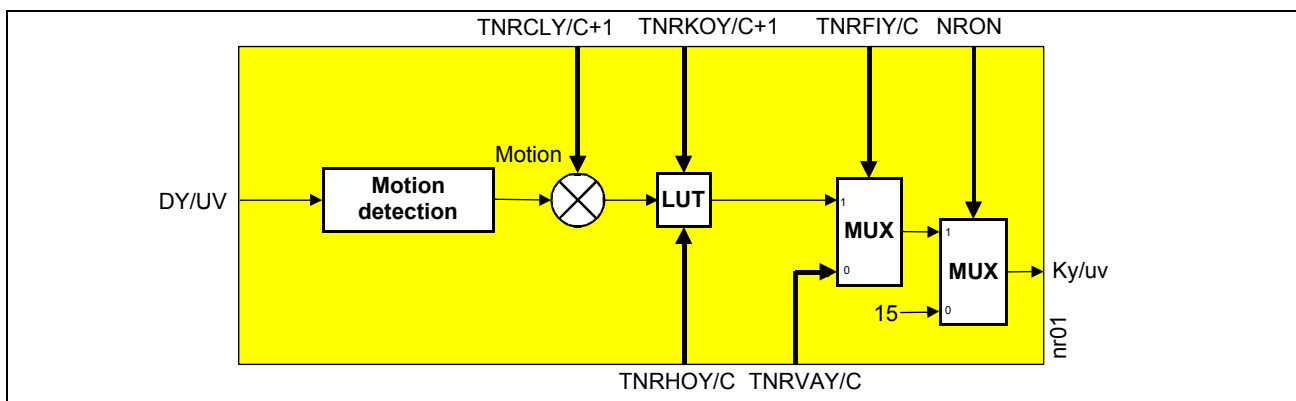 TNRCLY/C+1 TNRKOY/C+1 TNRFIY/C NRON
Motion
DY/UV
Motion
detection
LUT
1
MUX
0
1
MUX
0
15
Ky/uv
nr01
TNRHOY/C TNRVAY/C